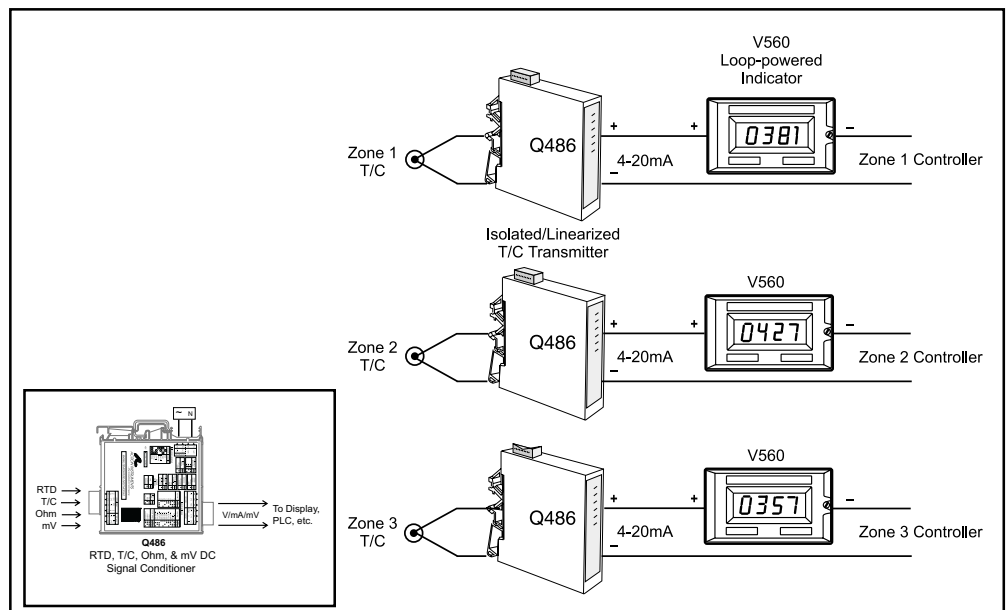 V560
Loop-powered
Indicator
Zone 1
T/C
Q486
+
–
4-20mA
+
0381
–
Zone 1 Controller
Isolated/Linearized
T/C Transmitter
V560
Zone 2
T/C
Q486
+
–
4-20mA
+
0427
–
Zone 2 Controller
V560
Zone 3
T/C
Q486
+
–
4-20mA
+
0357
–
Zone 3 Controller
~ N
RTD
T/C
Ohm
mV
V/mA/mV
To Display,
PLC, etc.
Q486
RTD, T/C, Ohm, & mV DC
Signal Conditioner